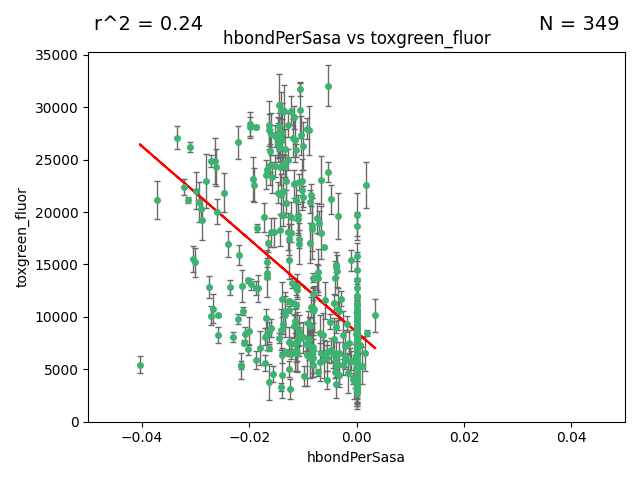 r^2 = 0.24
N = 349
hbondPerSasa vs toxgreen_fluor
35000
30000
25000
20000
15000
10000
5000
0
toxgreen_fluor
−0.04
−0.02
0.00
0.02
0.04
hbondPerSasa